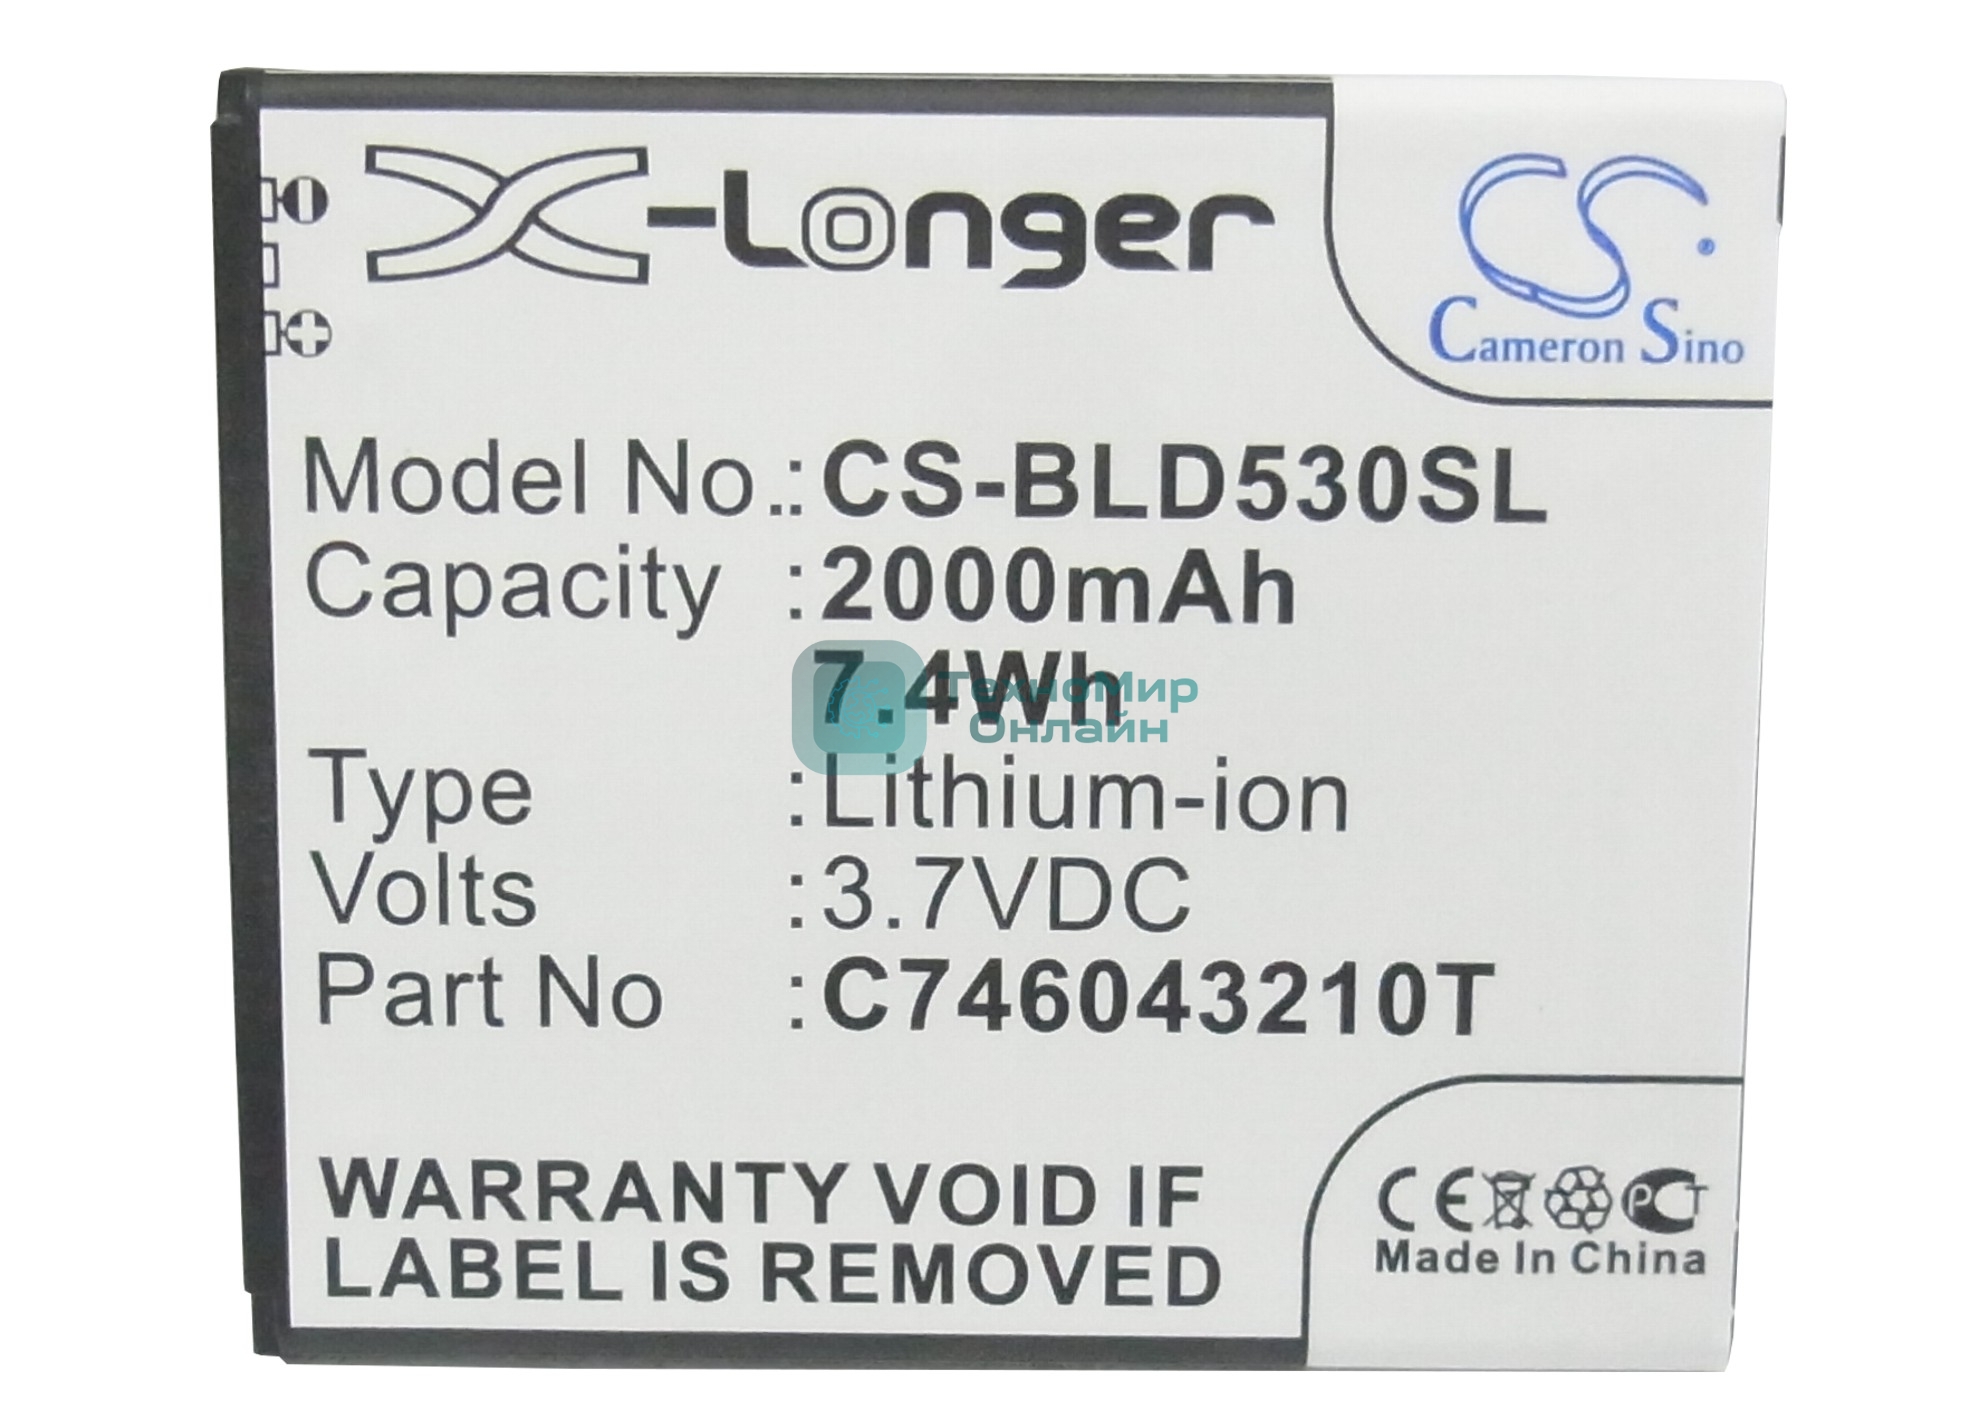 X-Longer
CS
Cameron Sino
Model No.: CS-BLD530SL
Capacity : 2000mAh
7.4Wh
ТехноМир
Онлайн
Type : Lithium-ion
Volts : 3.7VDC
Part No : C746043210T
WARRANTY VOID IF
LABEL IS REMOVED
CE PCT
Made In China